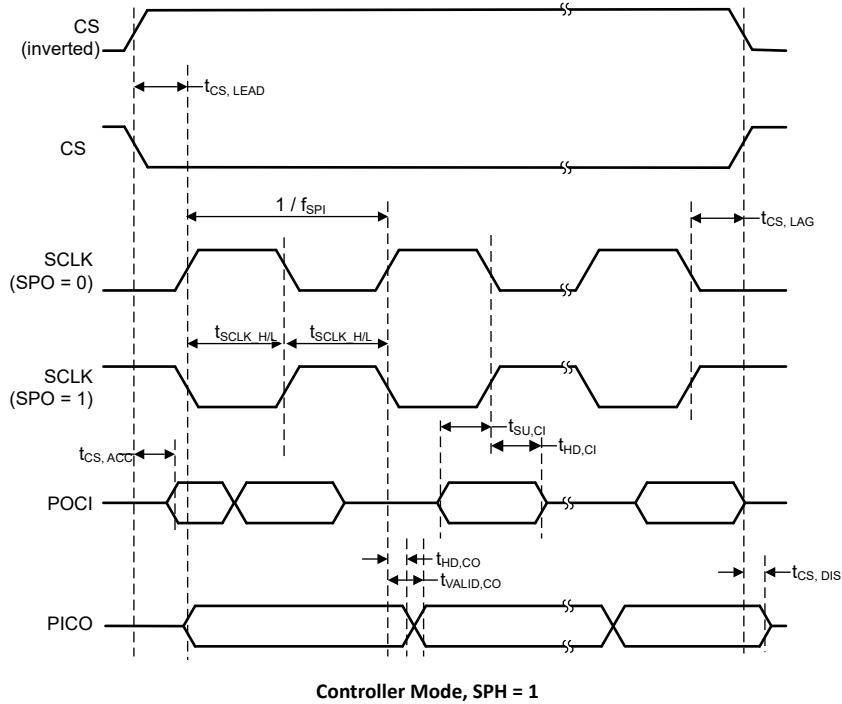 CS
(inverted)
tCS, LEAD
CS
1 / fSPI
tCS, LAG
SCLK
(SPO = 0)
tSCLK_H/L
tSCLK_H/L
SCLK
(SPO = 1)
tSU,CI
tHD,CI
tCS, ACC
POCI
tHD,CO
tVALID,CO
tCS, DIS
PICO
Controller Mode, SPH = 1